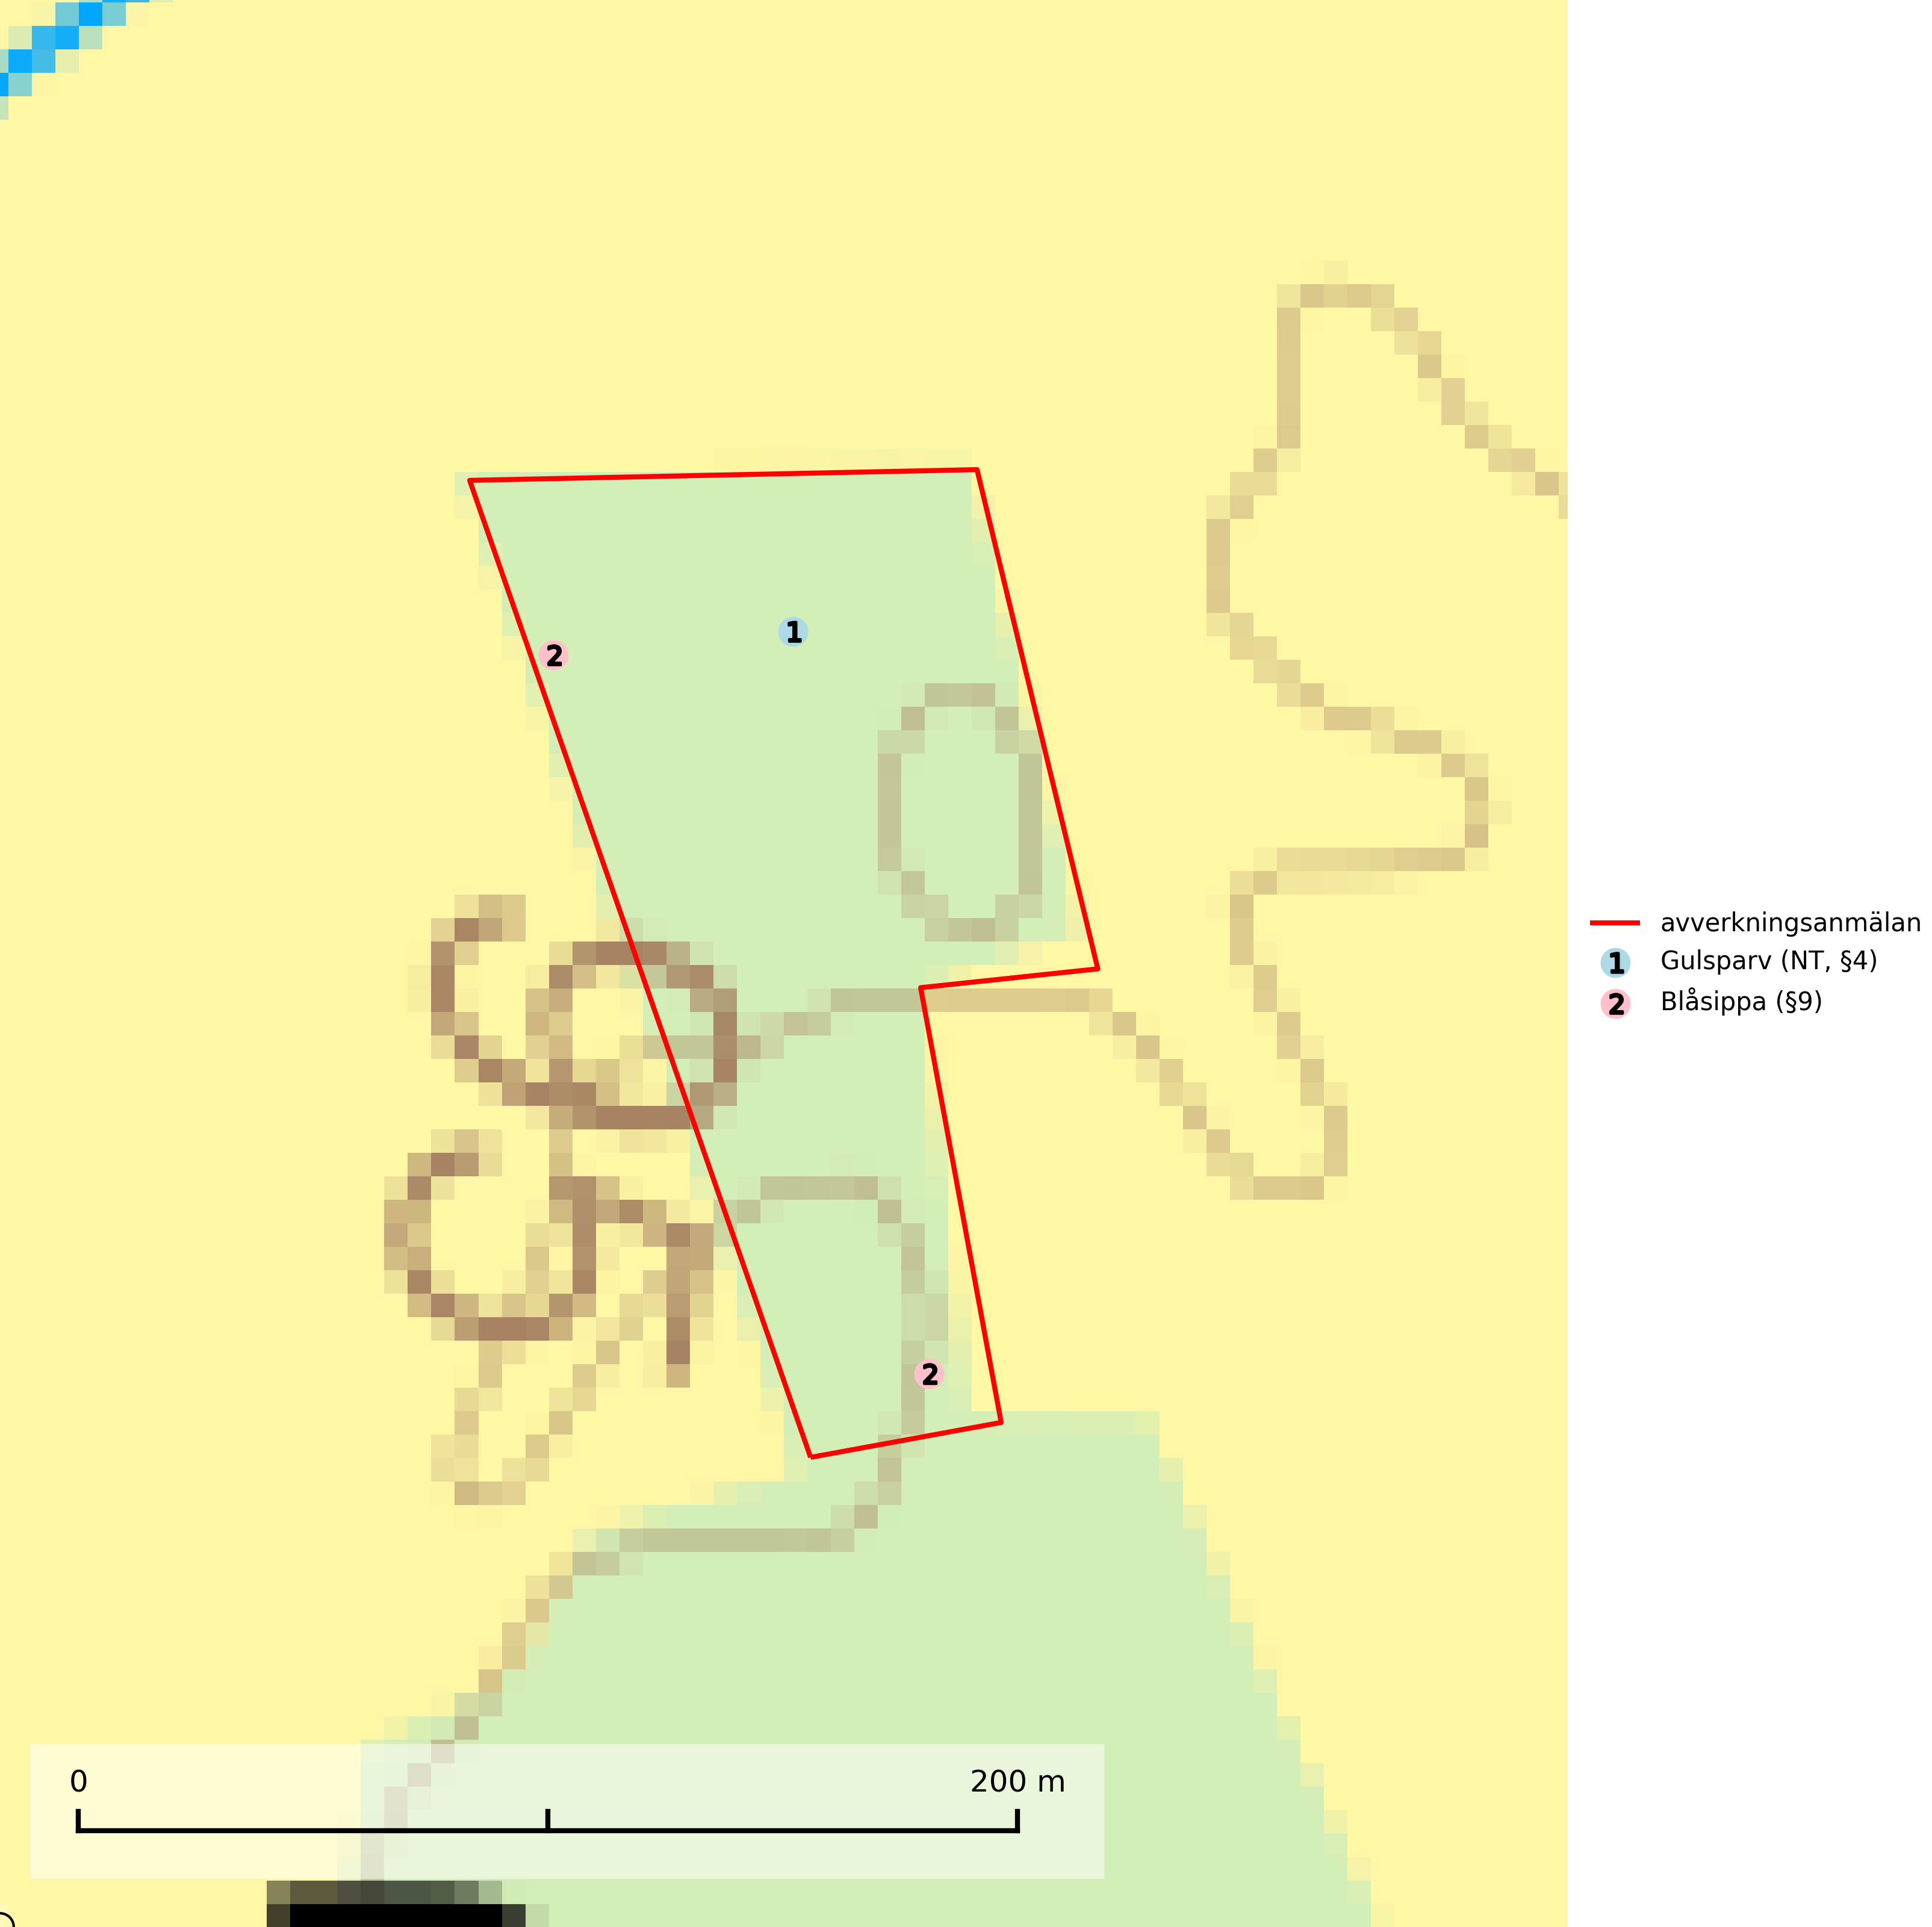 1
2
2
avverkningsanmälan
1 Gulsparv (NT, §4)
2 Blåsippa (§9)
0 200 m